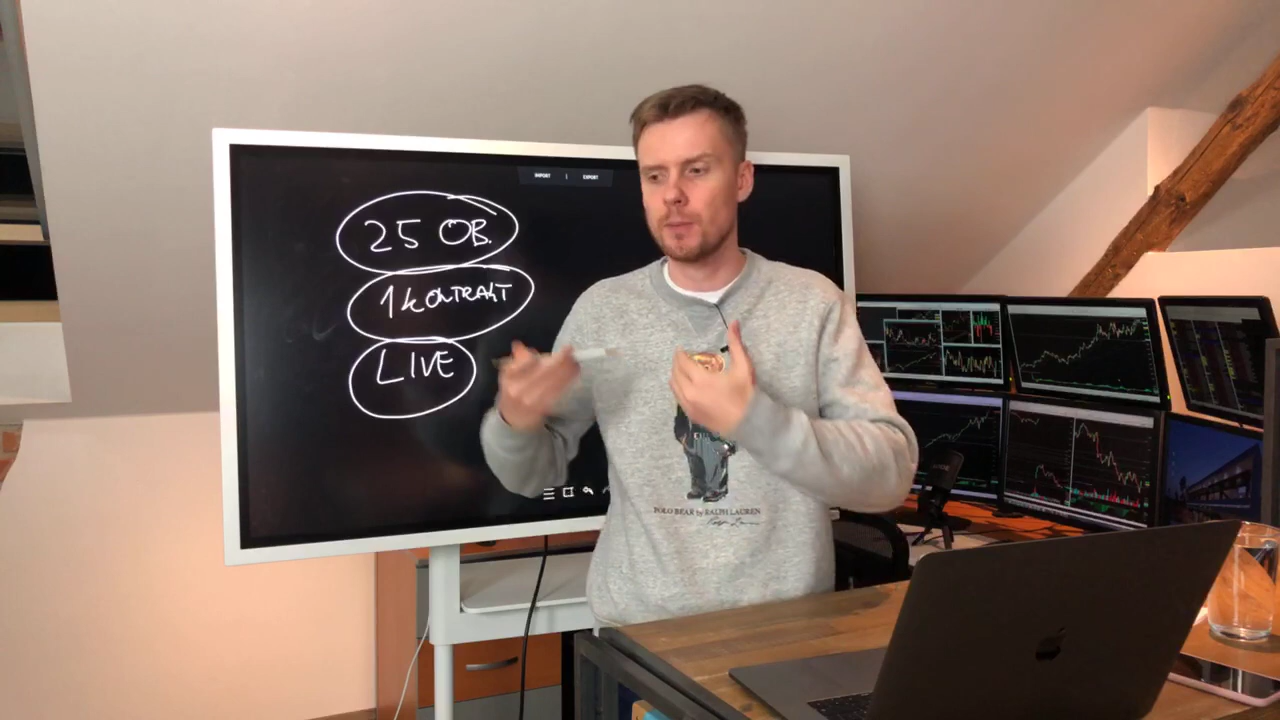 IMPORT | EXPORT
25 OB.
1 KONTRAKT
LIVE
POLO BEAR by RALPH LAUREN